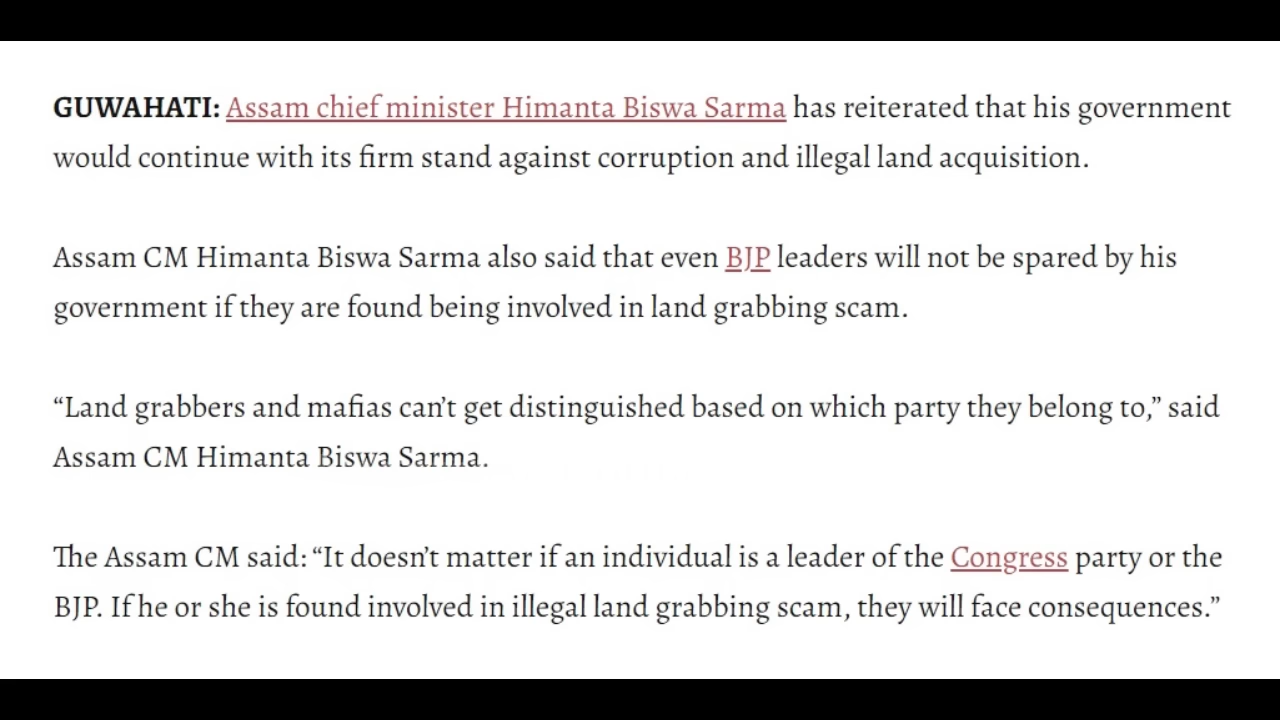 GUWAHATI: Assam chief minister Himanta Biswa Sarma has reiterated that his government
would continue with its firm stand against corruption and illegal land acquisition.
Assam CM Himanta Biswa Sarma also said that even BJP leaders will not be spared by his
government if they are found being involved in land grabbing scam.
“Land grabbers and mafias can’t get distinguished based on which party they belong to,” said
Assam CM Himanta Biswa Sarma.
The Assam CM said: “It doesn’t matter if an individual is a leader of the Congress party or the
BJP. If he or she is found involved in illegal land grabbing scam, they will face consequences.”